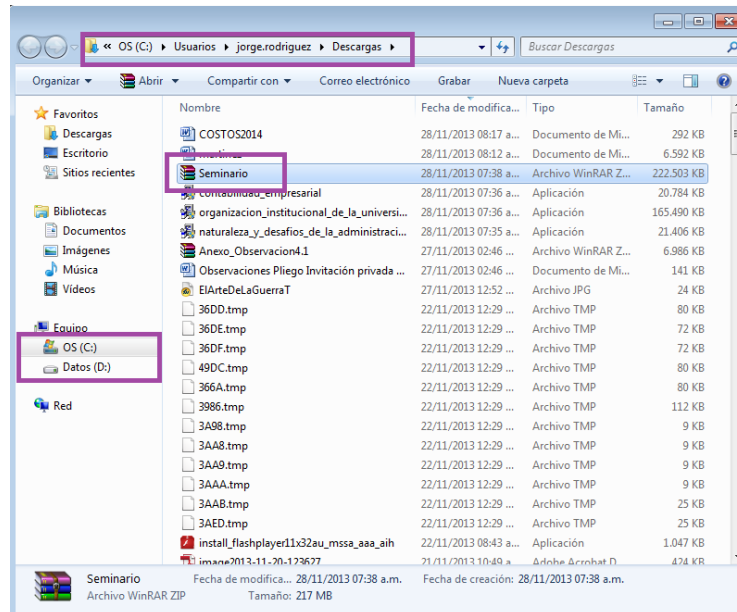 « OS (C:) ▸ Usuarios ▸ jorge.rodriguez ▸ Descargas ▸ Buscar Descargas
Organizar Abrir Compartir con Correo electrónico Grabar Nueva carpeta
Favoritos
Descargas
Escritorio
Sitios recientes
Bibliotecas
Documentos
Imágenes
Música
Vídeos
Equipo
OS (C:)
Datos (D:)
Red
Nombre Fecha de modifica... Tipo Tamaño
COSTOS2014 28/11/2013 08:17 a... Documento de Mi... 292 KB
28/11/2013 08:12 a... Documento de Mi... 6.592 KB
Seminario 28/11/2013 07:38 a... Archivo WinRAR Z... 222.503 KB
contabilidad_empresarial 28/11/2013 07:36 a... Aplicación 20.784 KB
organizacion_institucional_de_la_universi... 28/11/2013 07:36 a... Aplicación 165.490 KB
naturaleza_y_desafios_de_la_administraci... 28/11/2013 07:35 a... Aplicación 21.406 KB
Anexo_Observacion4.1 27/11/2013 02:46 ... Archivo WinRAR Z... 6.986 KB
Observaciones Pliego Invitación privada ... 27/11/2013 02:46 ... Documento de Mi... 141 KB
ElArteDeLaGuerraT 27/11/2013 12:52 ... Archivo JPG 24 KB
36DD.tmp 22/11/2013 12:29 ... Archivo TMP 80 KB
36DE.tmp 22/11/2013 12:29 ... Archivo TMP 72 KB
36DF.tmp 22/11/2013 12:29 ... Archivo TMP 72 KB
49DC.tmp 22/11/2013 12:29 ... Archivo TMP 80 KB
366A.tmp 22/11/2013 12:29 ... Archivo TMP 80 KB
3986.tmp 22/11/2013 12:29 ... Archivo TMP 112 KB
3A98.tmp 22/11/2013 12:29 ... Archivo TMP 9 KB
3AA8.tmp 22/11/2013 12:29 ... Archivo TMP 9 KB
3AA9.tmp 22/11/2013 12:29 ... Archivo TMP 9 KB
3AAA.tmp 22/11/2013 12:29 ... Archivo TMP 9 KB
3AAB.tmp 22/11/2013 12:29 ... Archivo TMP 25 KB
3AED.tmp 22/11/2013 12:29 ... Archivo TMP 25 KB
install_flashplayer11x32au_mssa_aaa_aih 22/11/2013 08:43 a... Aplicación 1.047 KB
image2013-11-20-123627 21/11/2013 10:49 a... Adobe Acrobat D... 424 KB
Seminario Fecha de modifica... 28/11/2013 07:38 a.m. Fecha de creación: 28/11/2013 07:38 a.m.
Archivo WinRAR ZIP Tamaño: 217 MB